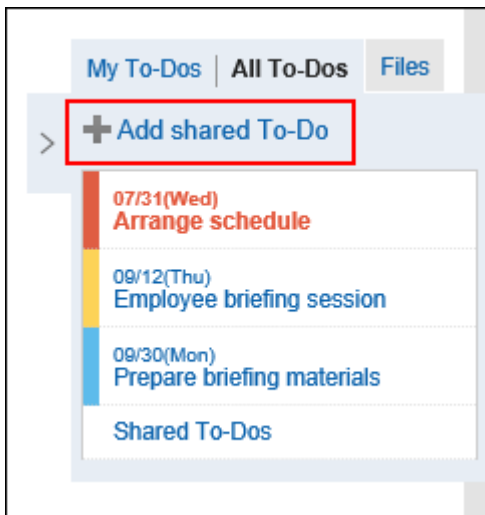 My To-Dos | All To-Dos Files
Add shared To-Do
07/31(Wed)
Arrange schedule
09/12(Thu)
Employee briefing session
09/30(Mon)
Prepare briefing materials
Shared To-Dos